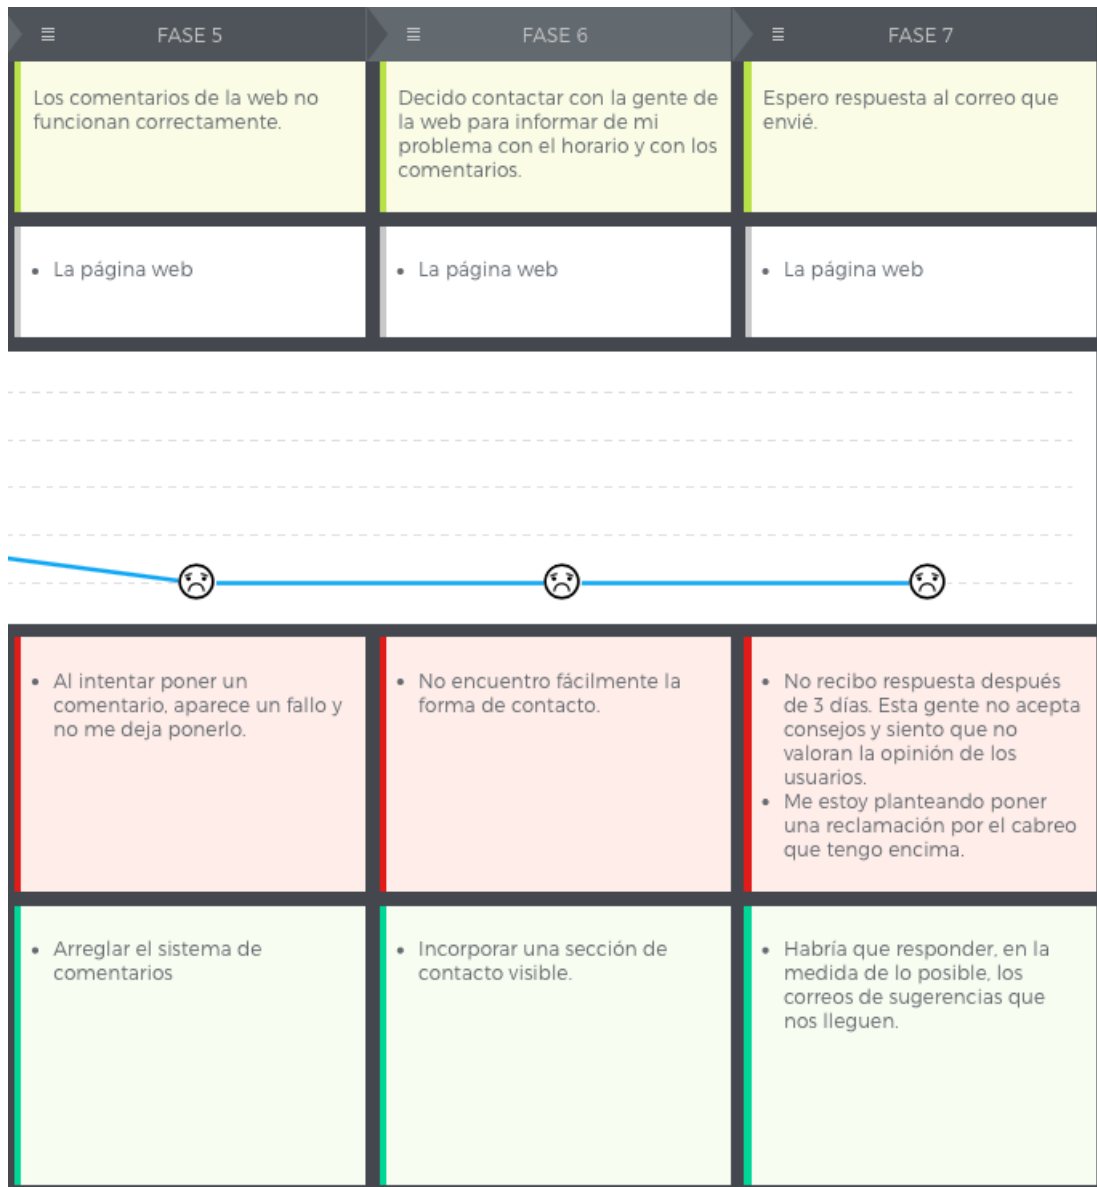 FASE 5
FASE 6
FASE 7
Los comentarios de la web no
funcionan correctamente.
Decido contactar con la gente de
la web para informar de mi
problema con el horario y con los
comentarios.
Espero respuesta al correo que
envié.
• La página web
• La página web
• La página web
• Al intentar poner un
comentario, aparece un fallo y
no me deja ponerlo.
• No encuentro fácilmente la
forma de contacto.
• No recibo respuesta después
de 3 días. Esta gente no acepta
consejos y siento que no
valoran la opinión de los
usuarios.
• Me estoy planteando poner
una reclamación por el cabreo
que tengo encima.
• Arreglar el sistema de
comentarios
• Incorporar una sección de
contacto visible.
• Habría que responder, en la
medida de lo posible, los
correos de sugerencias que
nos lleguen.